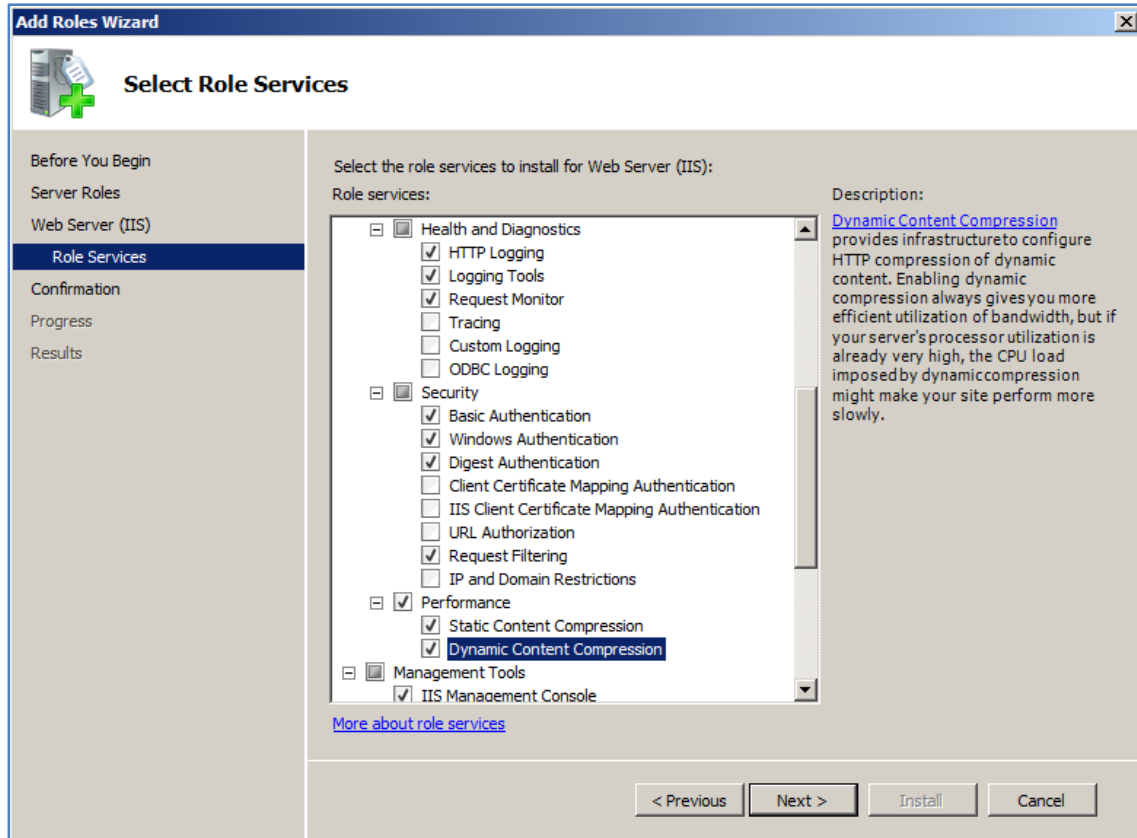 Add Roles Wizard
Select Role Services
Before You Begin
Server Roles
Web Server (IIS)
Role Services
Confirmation
Progress
Results
Select the role services to install for Web Server (IIS):
Role services:
Health and Diagnostics
HTTP Logging
Logging Tools
Request Monitor
Tracing
Custom Logging
ODBC Logging
Security
Basic Authentication
Windows Authentication
Digest Authentication
Client Certificate Mapping Authentication
IIS Client Certificate Mapping Authentication
URL Authorization
Request Filtering
IP and Domain Restrictions
Performance
Static Content Compression
Dynamic Content Compression
Management Tools
IIS Management Console
More about role services
Description:
Dynamic Content Compression
provides infrastructure to configure
HTTP compression of dynamic
content. Enabling dynamic
compression always gives you more
efficient utilization of bandwidth, but if
your server's processor utilization is
already very high, the CPU load
imposed by dynamic compression
might make your site perform more
slowly.
< Previous
Next >
Install
Cancel